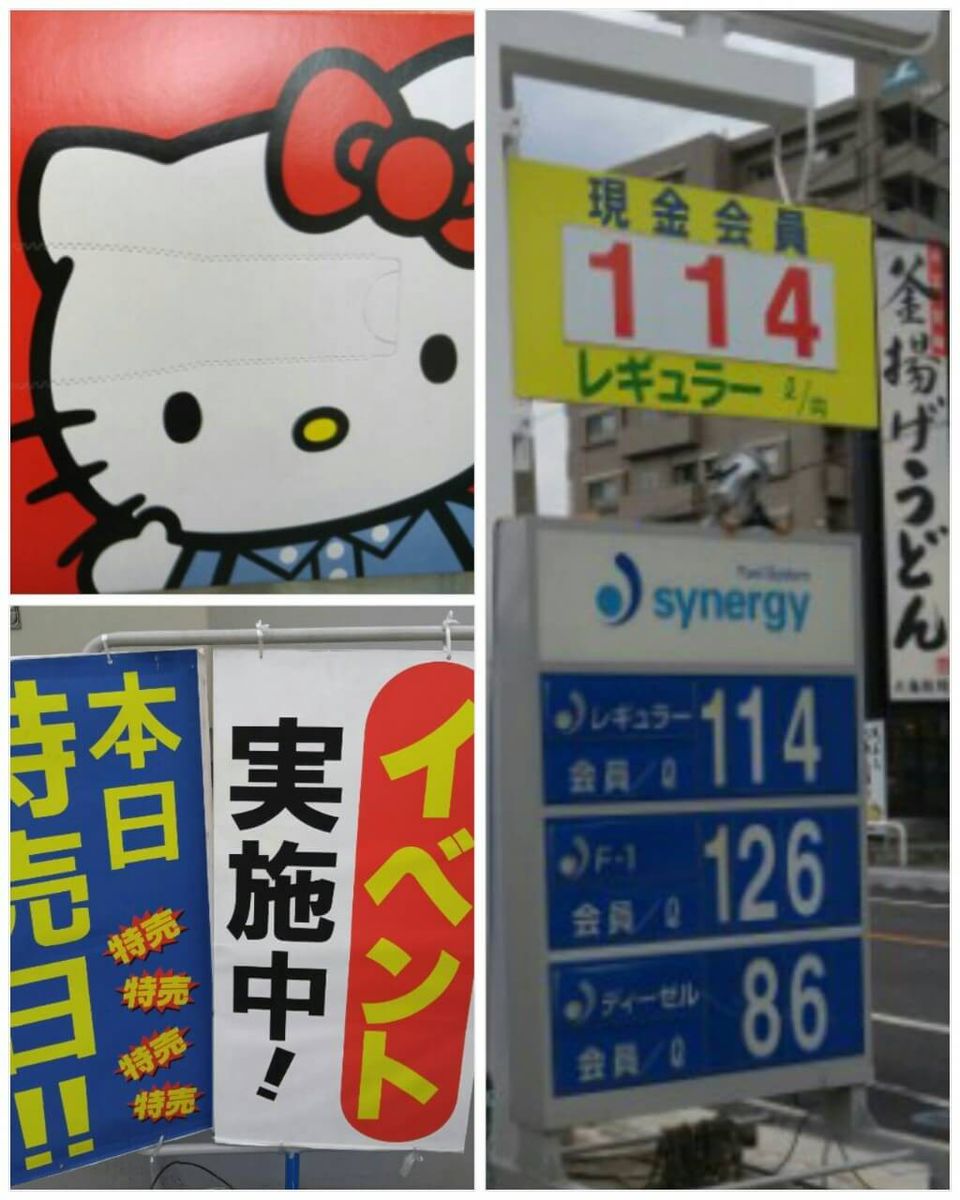 現金会員
114
レギュラー ℓ/円
Fuel System
synergy
レギュラー 114
会員/ℓ
F-1 126
会員/ℓ
ディーゼル 86
会員/ℓ
釜揚げうどん
本日
特売日!!
特売
特売
特売
特売
イベント
実施中!